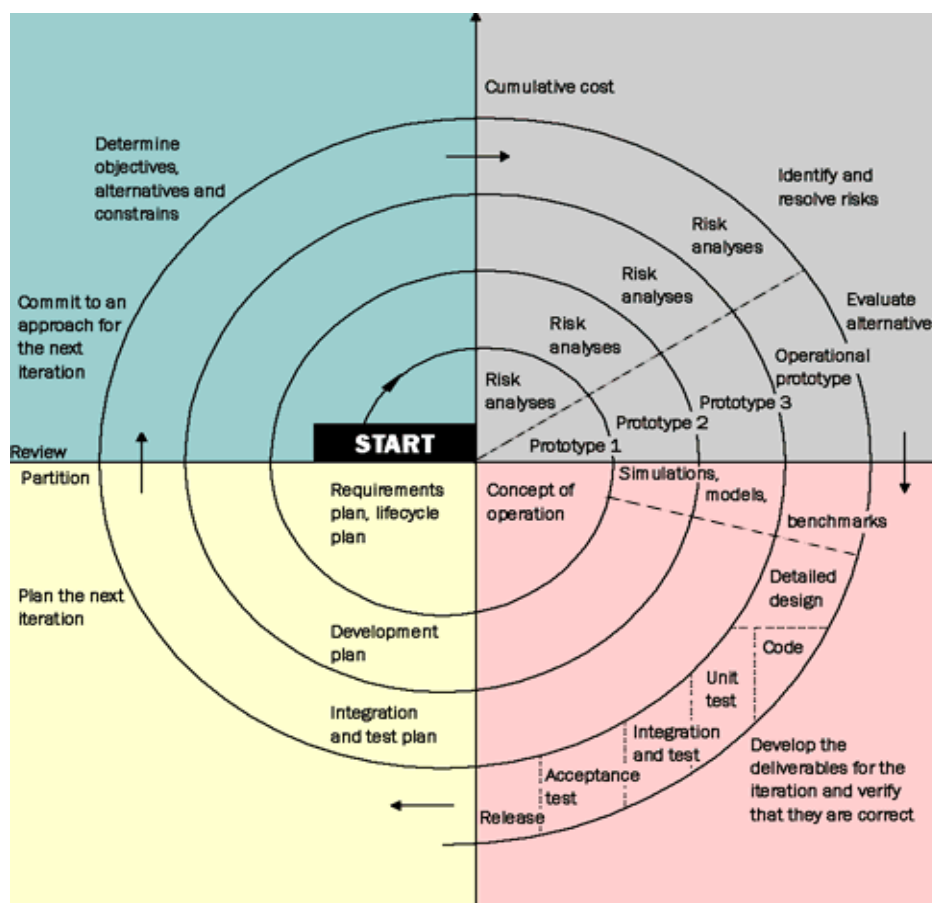 Cumulative cost
Determine
objectives,
alternatives and
constrains
Identify and
resolve risks
Risk
analyses
Risk
analyses
Commit to an
approach for
the next
iteration
Evaluate
alternative
Risk
analyses
Operational
prototype
Risk
analyses
Prototype 3
Prototype 2
START
Prototype 1
Review
Partition
Simulations,
models,
benchmarks
Requirements
plan, lifecycle
plan
Concept of
operation
Plan the next
iteration
Detailed
design
Development
plan
Code
Unit
test
Integration
and test plan
Integration
and test
Develop the
deliverables for the
iteration and verify
that they are correct
Acceptance
test
Release